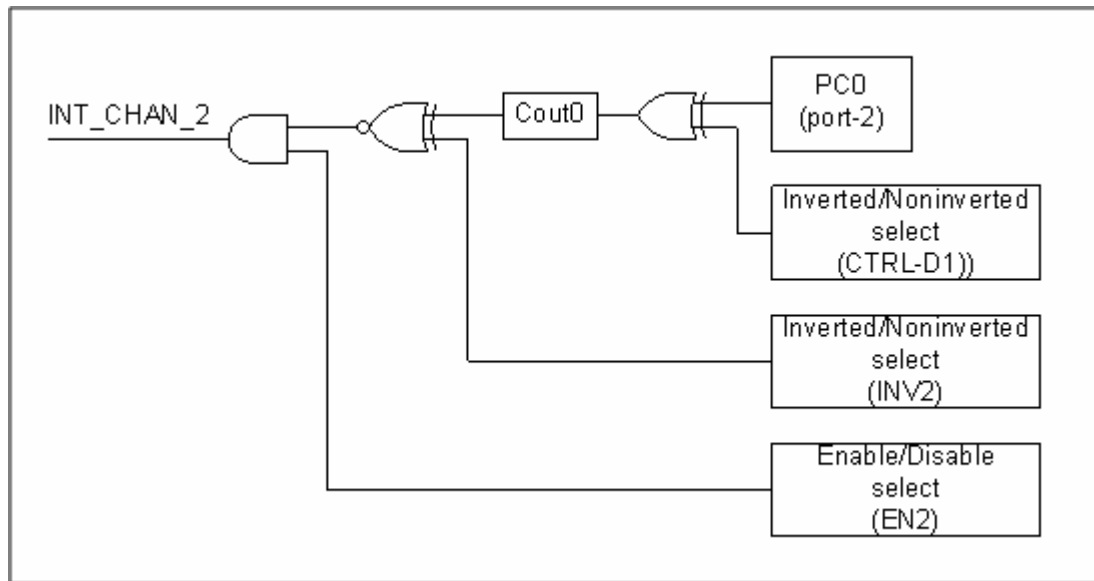 INT_CHAN_2
Cout0
PC0
(port-2)
Inverted/Noninverted
select
(CTRL-D1))
Inverted/Noninverted
select
(INV2)
Enable/Disable
select
(EN2)